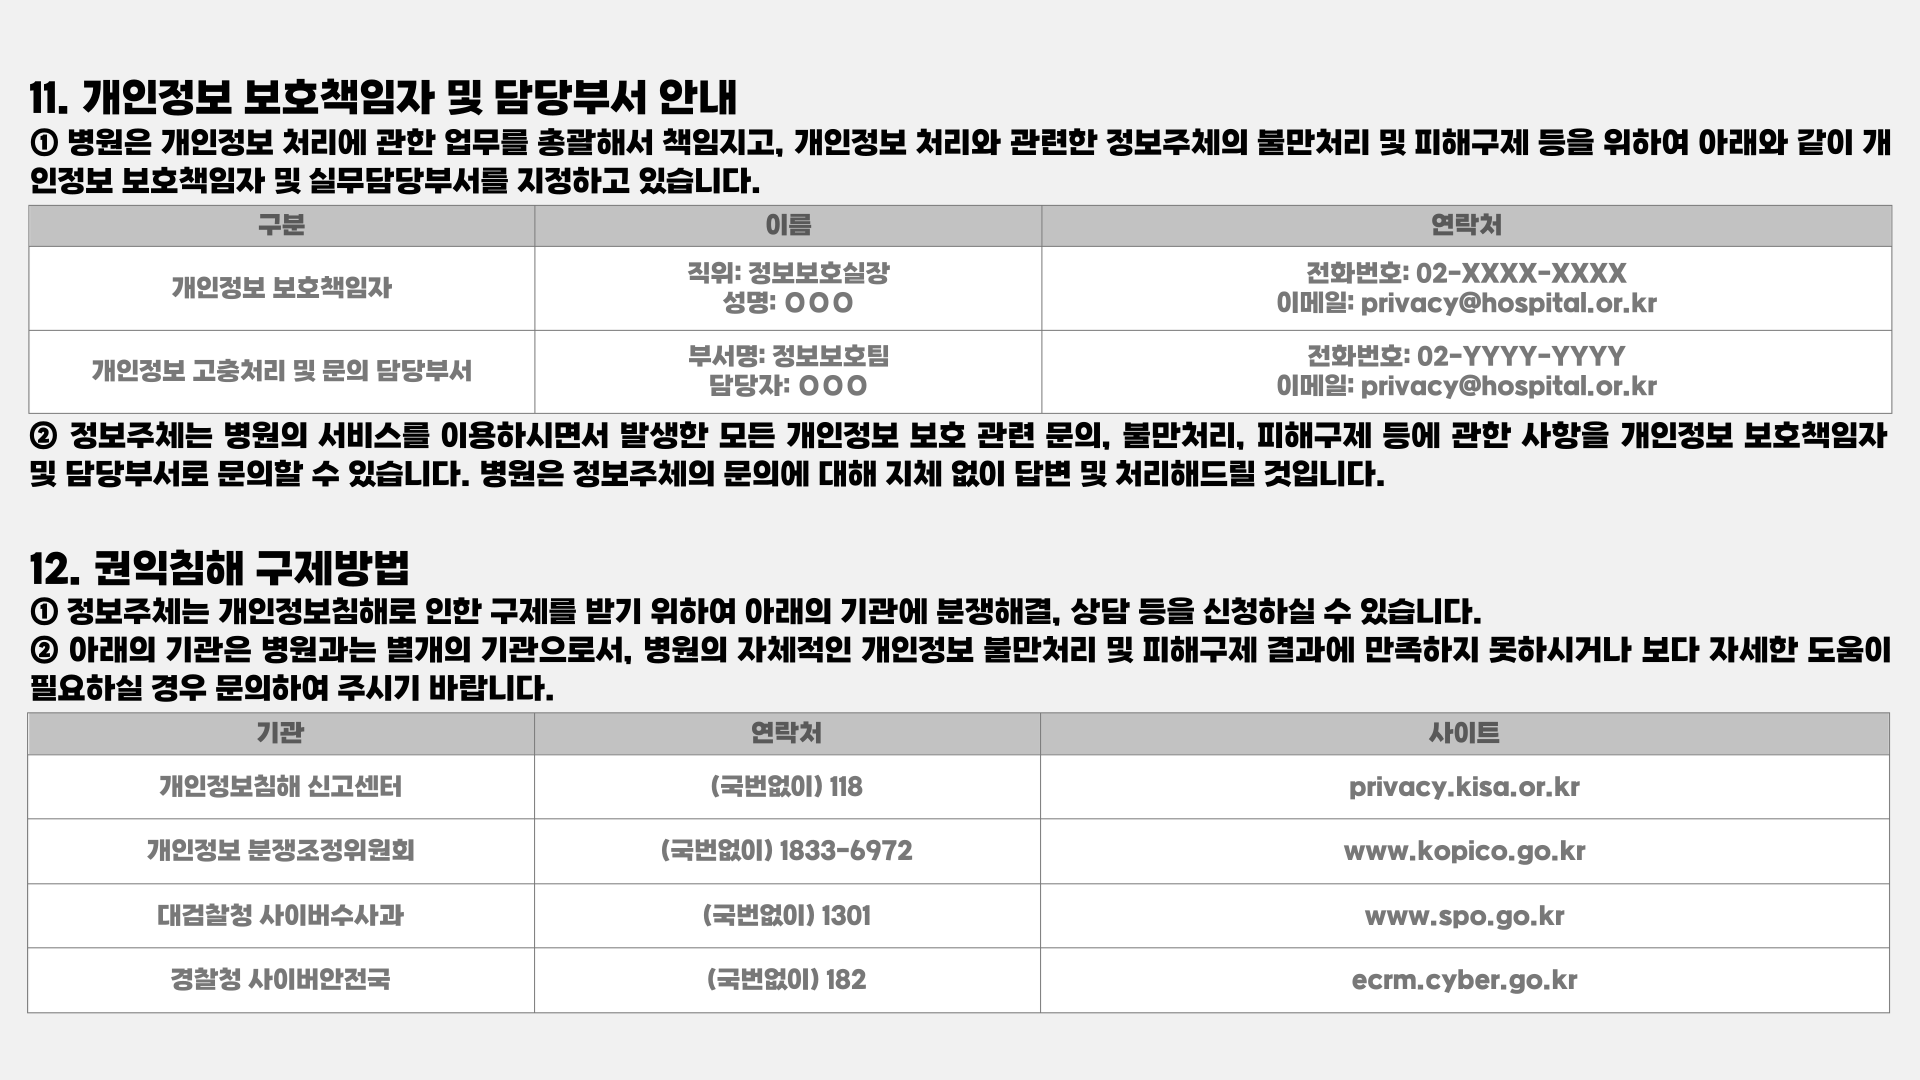 11. 개인정보 보호책임자 및 담당부서 안내
① 병원은 개인정보 처리에 관한 업무를 총괄해서 책임지고, 개인정보 처리와 관련한 정보주체의 불만처리 및 피해구제 등을 위하여 아래와 같이 개
인정보 보호책임자 및 실무담당부서를 지정하고 있습니다.
구분 이름 연락처
개인정보 보호책임자
직위: 정보보호실장
성명: ○○○
전화번호: 02-XXXX-XXXX
이메일: privacy@hospital.or.kr
개인정보 고충처리 및 문의 담당부서
부서명: 정보보호팀
담당자: ○○○
전화번호: 02-YYYY-YYYY
이메일: privacy@hospital.or.kr
② 정보주체는 병원의 서비스를 이용하시면서 발생한 모든 개인정보 보호 관련 문의, 불만처리, 피해구제 등에 관한 사항을 개인정보 보호책임자
및 담당부서로 문의할 수 있습니다. 병원은 정보주체의 문의에 대해 지체 없이 답변 및 처리해드릴 것입니다.
12. 권익침해 구제방법
① 정보주체는 개인정보침해로 인한 구제를 받기 위하여 아래의 기관에 분쟁해결, 상담 등을 신청하실 수 있습니다.
② 아래의 기관은 병원과는 별개의 기관으로서, 병원의 자체적인 개인정보 불만처리 및 피해구제 결과에 만족하지 못하시거나 보다 자세한 도움이
필요하실 경우 문의하여 주시기 바랍니다.
기관 연락처 사이트
개인정보침해 신고센터 (국번없이) 118 privacy.kisa.or.kr
개인정보 분쟁조정위원회 (국번없이) 1833-6972 www.kopico.go.kr
대검찰청 사이버수사과 (국번없이) 1301 www.spo.go.kr
경찰청 사이버안전국 (국번없이) 182 ecrm.cyber.go.kr